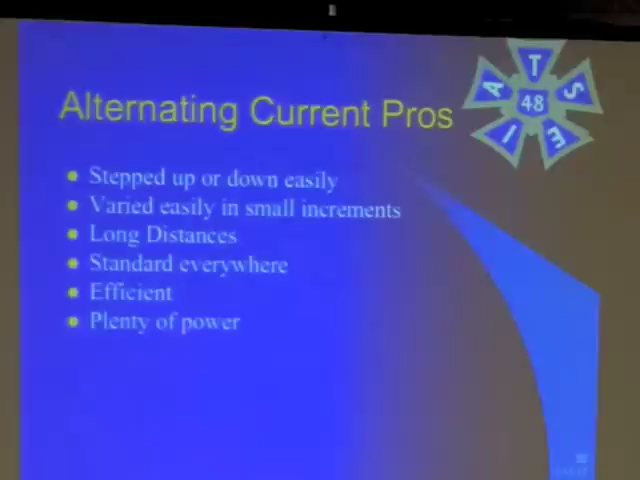 Alternating Current Pros
I A T S E
48
Stepped up or down easily
Varied easily in small increments
Long Distances
Standard everywhere
Efficient
Plenty of power